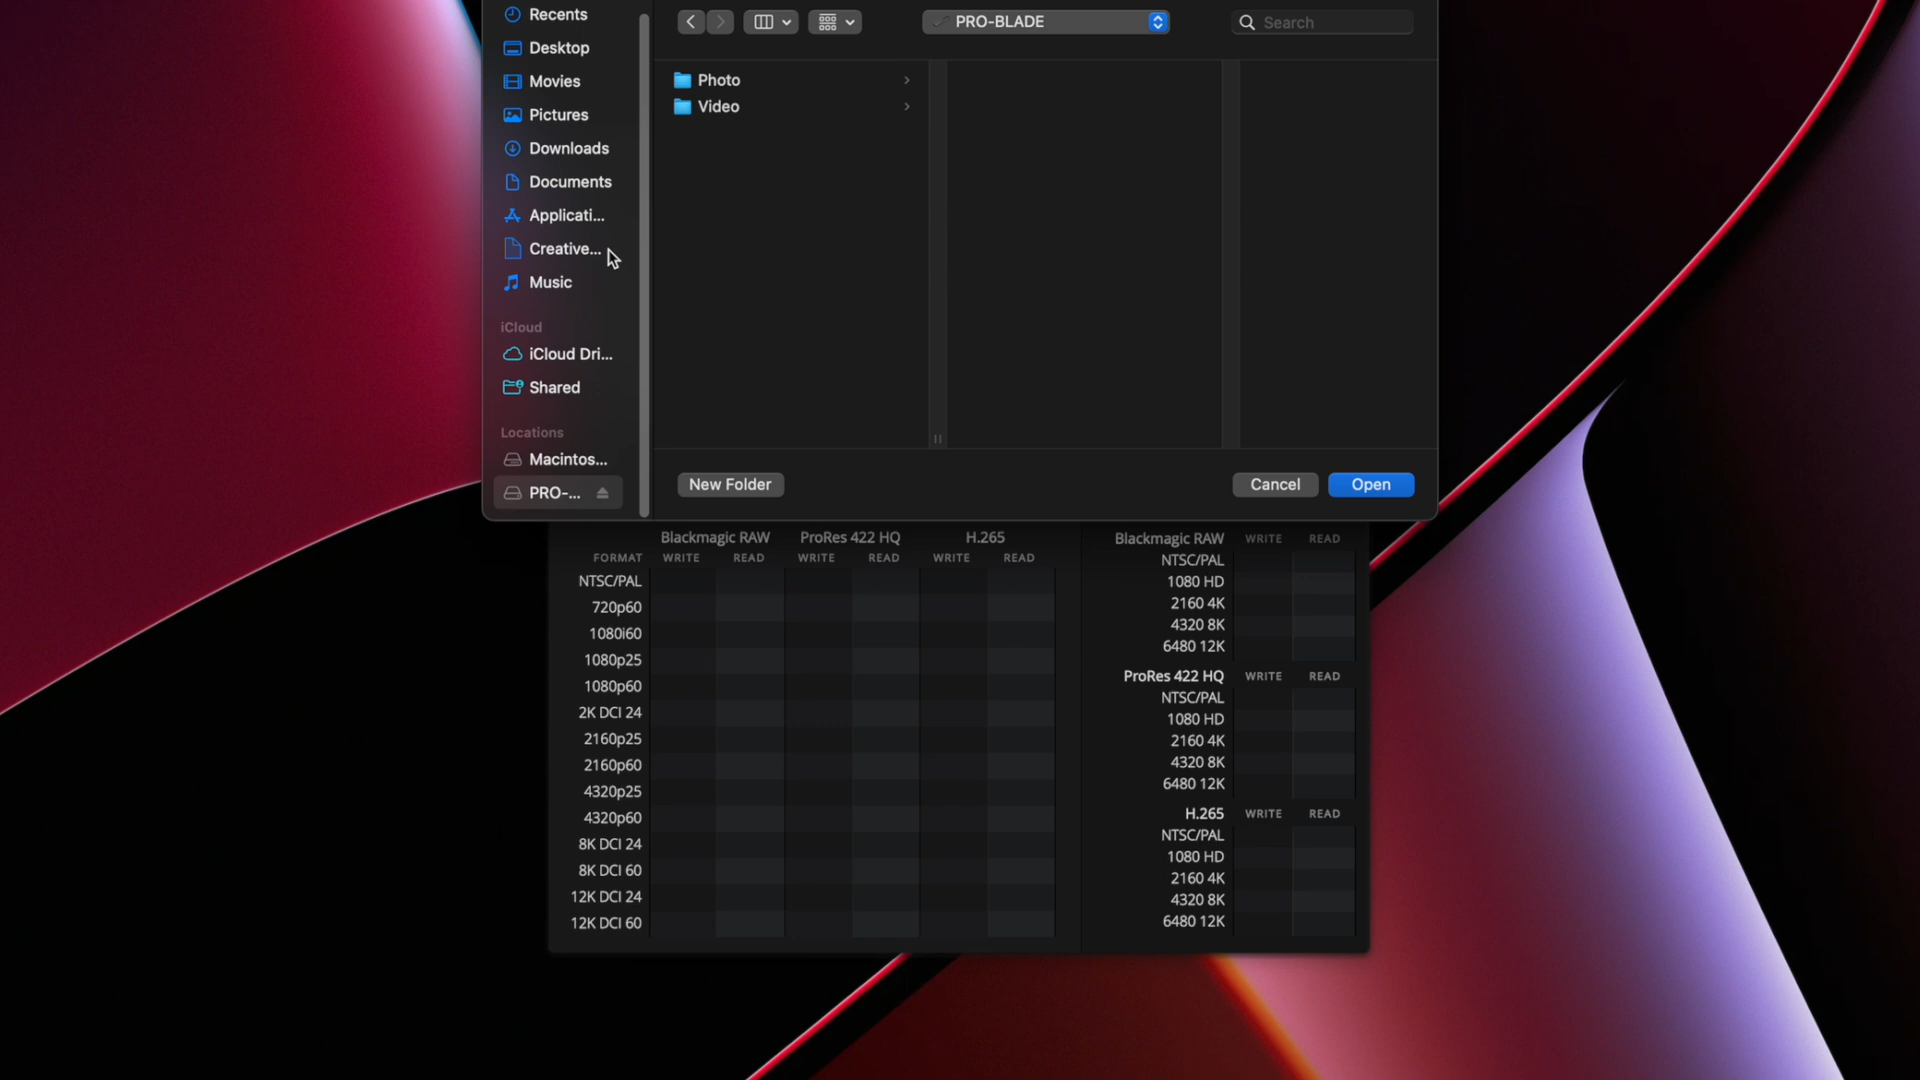 Recents
Desktop
Movies
Pictures
Downloads
Documents
Applicati...
Creative...
Music
iCloud
iCloud Dri...
Shared
Locations
Macintos...
PRO-...
PRO-BLADE
Search
Photo
Video
New Folder
Cancel
Open
Blackmagic RAW ProRes 422 HQ H.265
FORMAT WRITE READ WRITE READ WRITE READ
NTSC/PAL
720p60
1080i60
1080p25
1080p60
2K DCI 24
2160p25
2160p60
4320p25
4320p60
8K DCI 24
8K DCI 60
12K DCI 24
12K DCI 60
Blackmagic RAW WRITE READ
NTSC/PAL
1080 HD
2160 4K
4320 8K
6480 12K
ProRes 422 HQ WRITE READ
NTSC/PAL
1080 HD
2160 4K
4320 8K
6480 12K
H.265 WRITE READ
NTSC/PAL
1080 HD
2160 4K
4320 8K
6480 12K